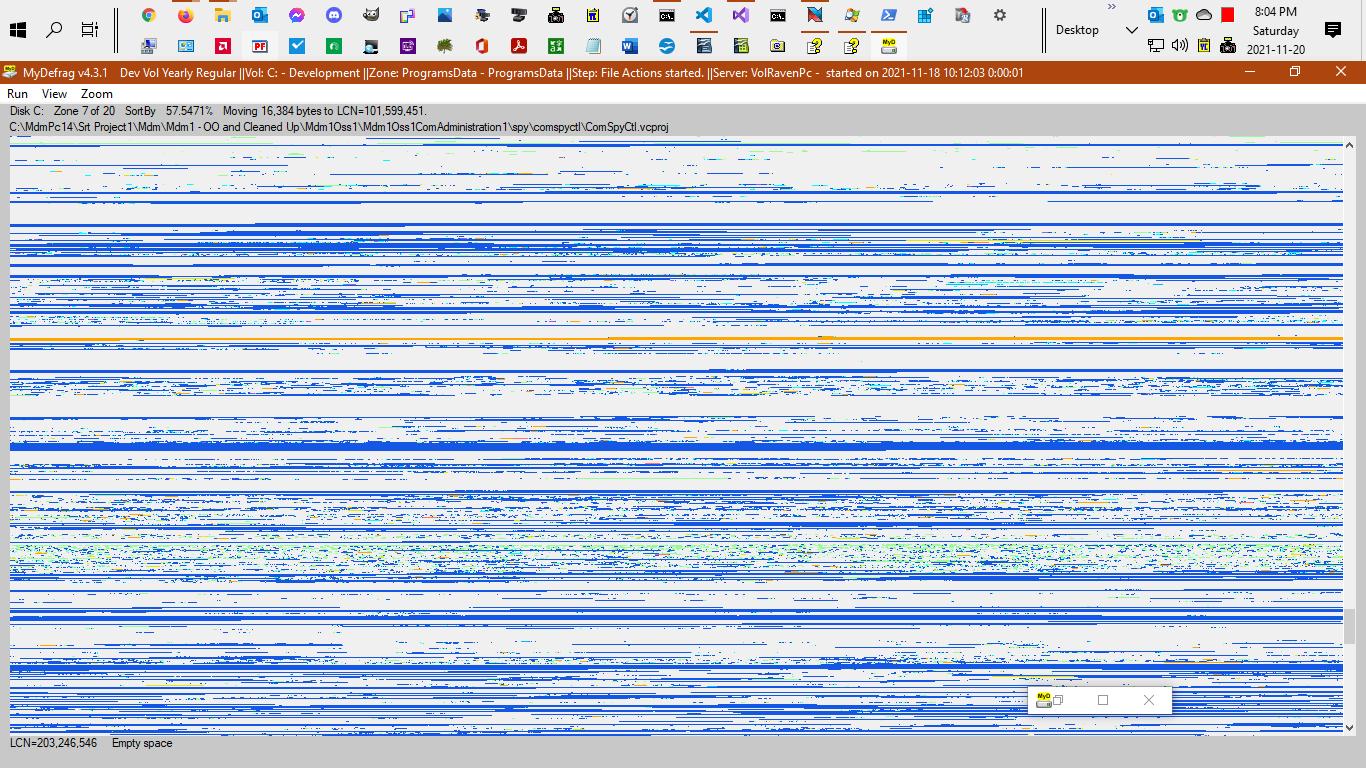 8:04 PM
Desktop
Saturday
2021-11-20
MyDefrag v4.3.1 Dev Vol Yearly Regular ||Vol: C: - Development ||Zone: ProgramsData - ProgramsData ||Step: File Actions started. ||Server: VolRavenPc - started on 2021-11-18 10:12:03 0:00:01
Run View Zoom
Disk C: Zone 7 of 20 SortBy 57.5471% Moving 16,384 bytes to LCN=101,599,451.
C:\MdmPc14\Srt Project1\Mdm\Mdm1 - OO and Cleaned Up\Mdm1Oss1\Mdm1Oss1ComAdministration1\spy\comspyctl\ComSpyCtl.vcproj
MyD
LCN=203,246,546 Empty space